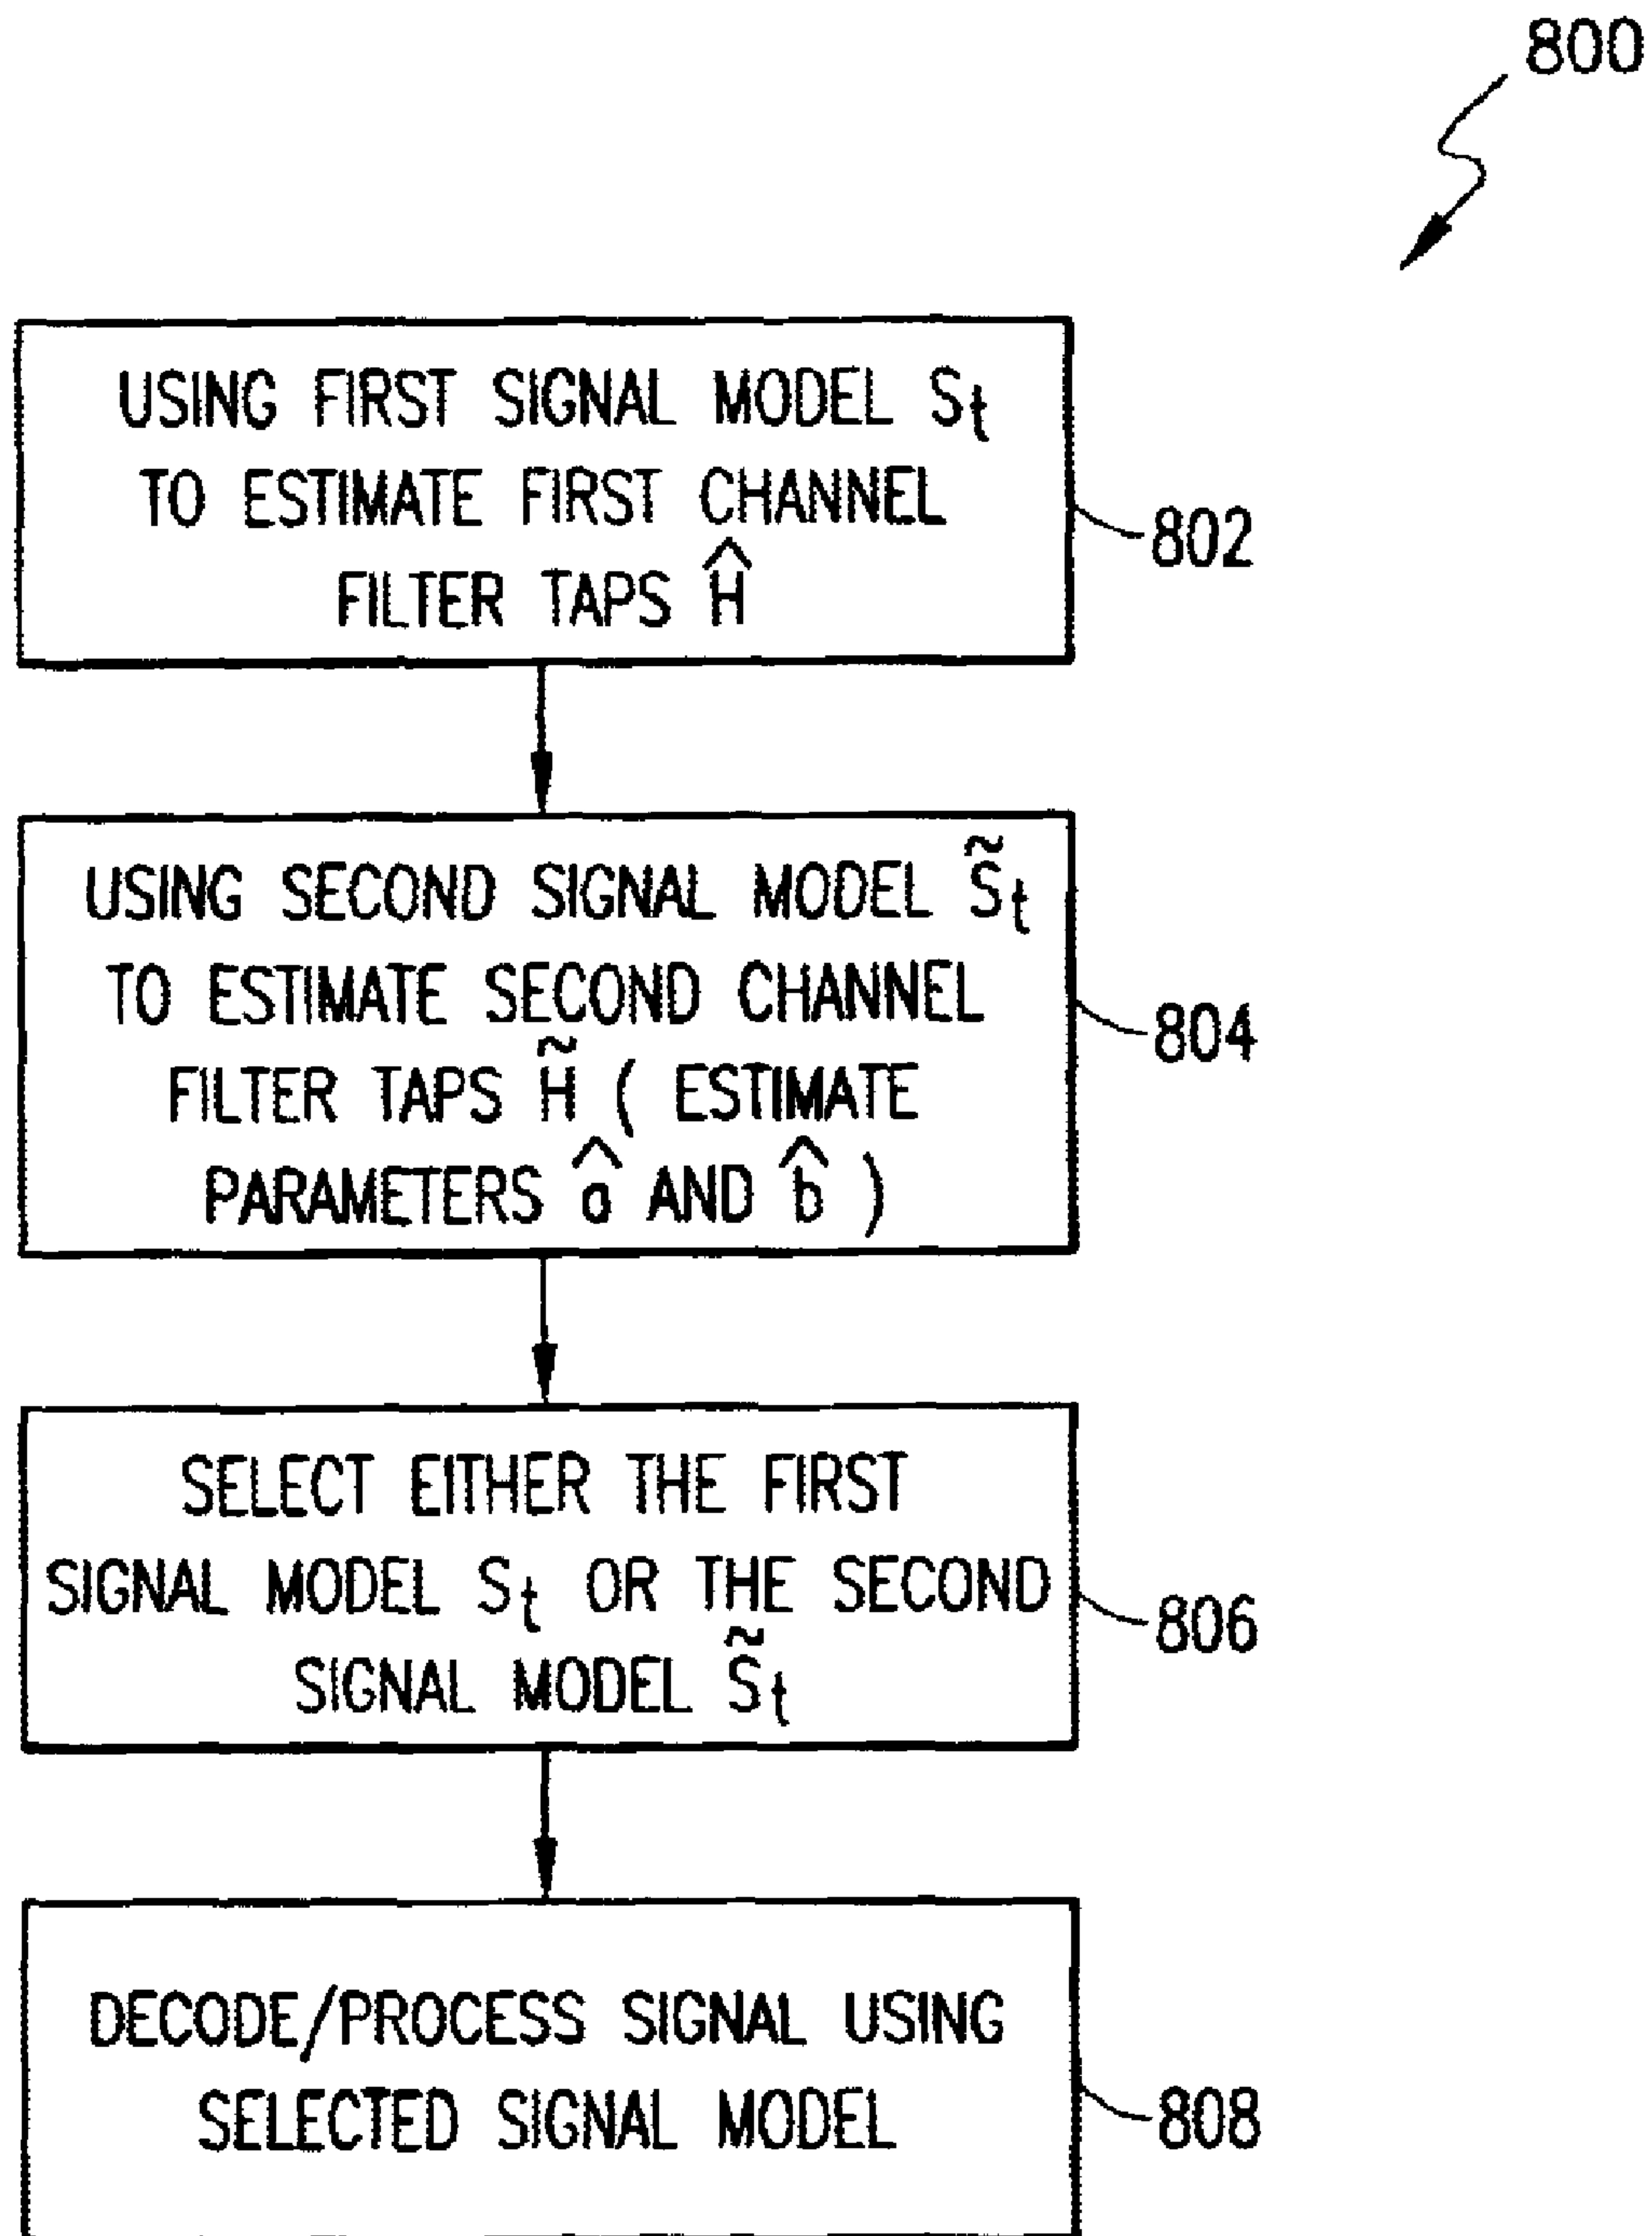 800
USING FIRST SIGNAL MODEL Sₜ
TO ESTIMATE FIRST CHANNEL
FILTER TAPS Ĥ
802
USING SECOND SIGNAL MODEL S̃ₜ
TO ESTIMATE SECOND CHANNEL
FILTER TAPS H̃ ( ESTIMATE
PARAMETERS â AND b̂ )
804
SELECT EITHER THE FIRST
SIGNAL MODEL Sₜ OR THE SECOND
SIGNAL MODEL S̃ₜ
806
DECODE/PROCESS SIGNAL USING
SELECTED SIGNAL MODEL
808